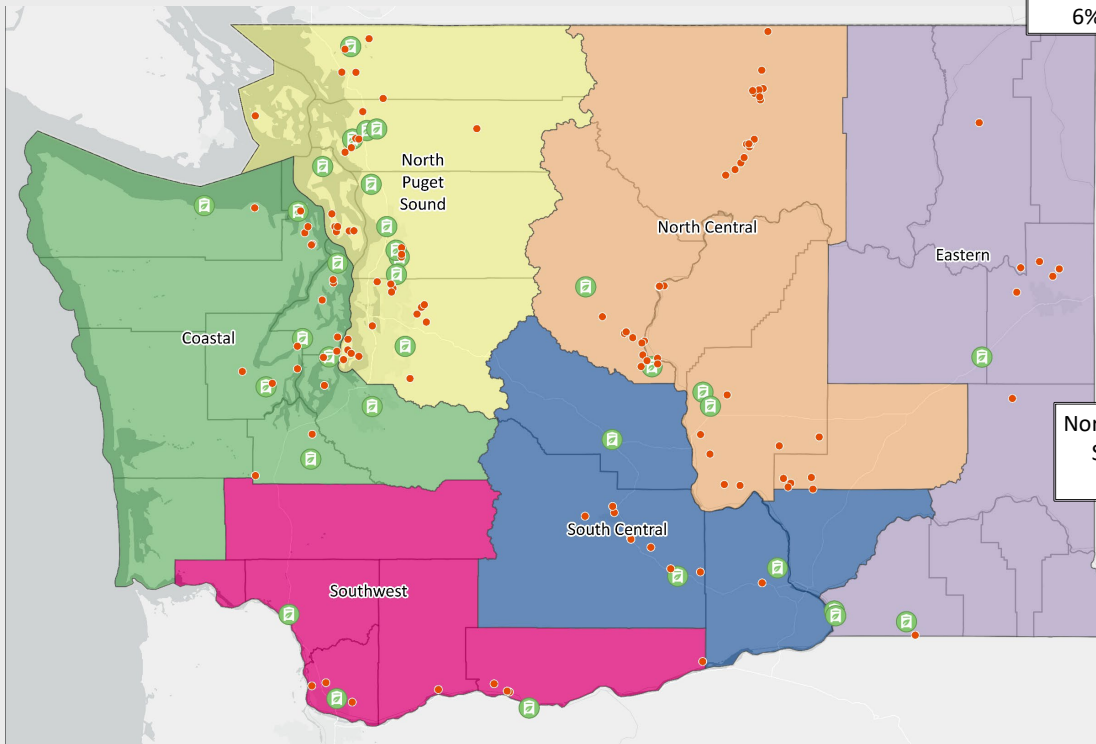 6%
North
Puget
Sound
North Central
Eastern
Coastal
Nor
S
South Central
Southwest